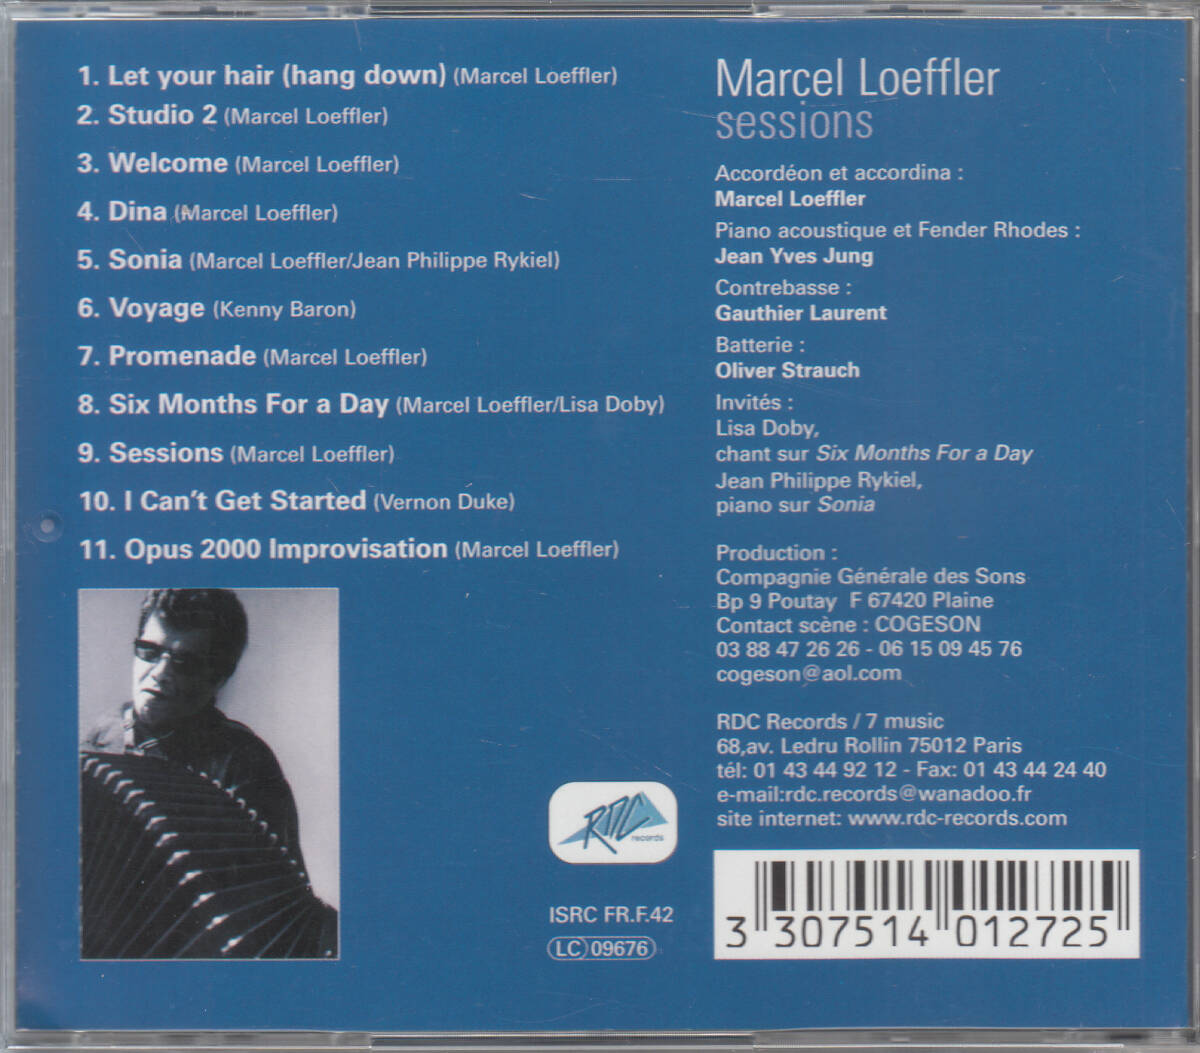 1. Let your hair (hang down) (Marcel Loeffler)
2. Studio 2 (Marcel Loeffler)
3. Welcome (Marcel Loeffler)
4. Dina (Marcel Loeffler)
5. Sonia (Marcel Loeffler/Jean Philippe Rykiel)
6. Voyage (Kenny Baron)
7. Promenade (Marcel Loeffler)
8. Six Months For a Day (Marcel Loeffler/Lisa Doby)
9. Sessions (Marcel Loeffler)
10. I Can't Get Started (Vernon Duke)
11. Opus 2000 Improvisation (Marcel Loeffler)
Marcel Loeffler
sessions
Accordéon et accordina :
Marcel Loeffler
Piano acoustique et Fender Rhodes :
Jean Yves Jung
Contrebasse :
Gauthier Laurent
Batterie :
Oliver Strauch
Invités :
Lisa Doby,
chant sur Six Months For a Day
Jean Philippe Rykiel,
piano sur Sonia
Production :
Compagnie Générale des Sons
Bp 9 Poutay F 67420 Plaine
Contact scène : COGESON
03 88 47 26 26 - 06 15 09 45 76
cogeson@aol.com
RDC Records / 7 music
68,av. Ledru Rollin 75012 Paris
tél: 01 43 44 92 12 - Fax: 01 43 44 24 40
e-mail:rdc.records@wanadoo.fr
site internet: www.rdc-records.com
RDC
records
ISRC FR.F.42
LC 09676
3 307514 012725